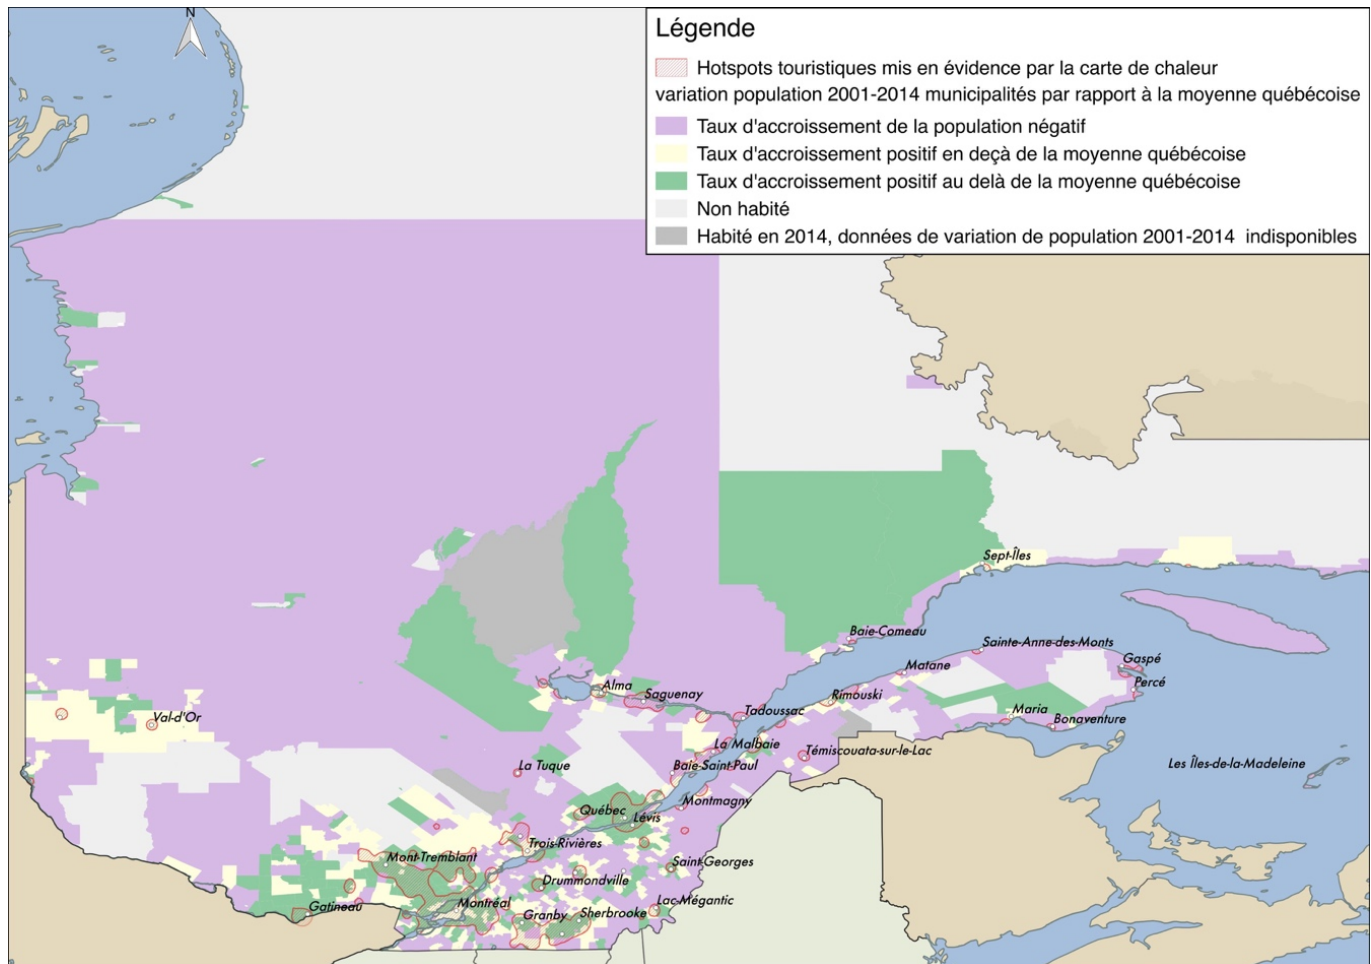 N
Légende
Hotspots touristiques mis en évidence par la carte de chaleur
variation population 2001-2014 municipalités par rapport à la moyenne québécoise
Taux d'accroissement de la population négatif
Taux d'accroissement positif en deçà de la moyenne québécoise
Taux d'accroissement positif au delà de la moyenne québécoise
Non habité
Habité en 2014, données de variation de population 2001-2014 indisponibles
Sept-Îles
Baie-Comeau
Sainte-Anne-des-Monts
Matane
Gaspé
Percé
Alma
Saguenay
Rimouski
Tadoussac
Maria
Bonaventure
Val-d'Or
La Malbaie
Témiscouata-sur-le-Lac
La Tuque
Baie-Saint-Paul
Les Îles-de-la-Madeleine
Montmagny
Québec
Lévis
Trois-Rivières
Mont-Tremblant
Saint-Georges
Drummondville
Lac-Mégantic
Gatineau
Montréal
Granby
Sherbrooke